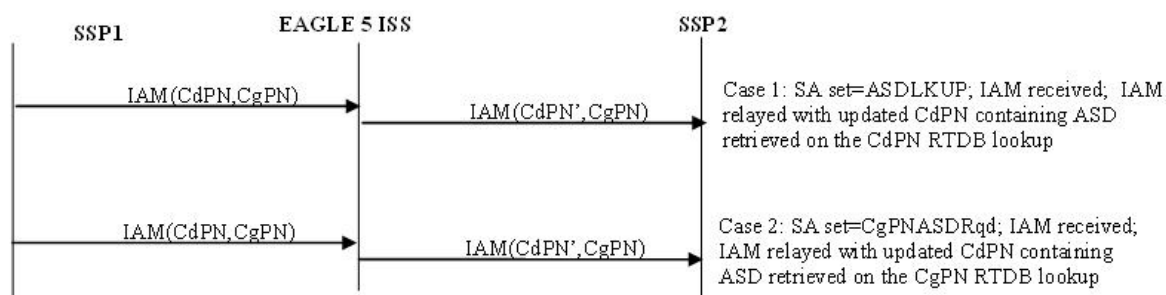 SSP1
EAGLE 5 ISS
SSP2
IAM(CdPN,CgPN)
IAM(CdPN',CgPN)
Case 1: SA set=ASDLKUP; IAM received;  IAM
relayed with updated CdPN containing ASD
retrieved on the CdPN RTDB lookup
IAM(CdPN,CgPN)
IAM(CdPN',CgPN)
Case 2: SA set=CgPNASDRqd; IAM received;
IAM relayed with updated CdPN containing
ASD retrieved on the CgPN RTDB lookup